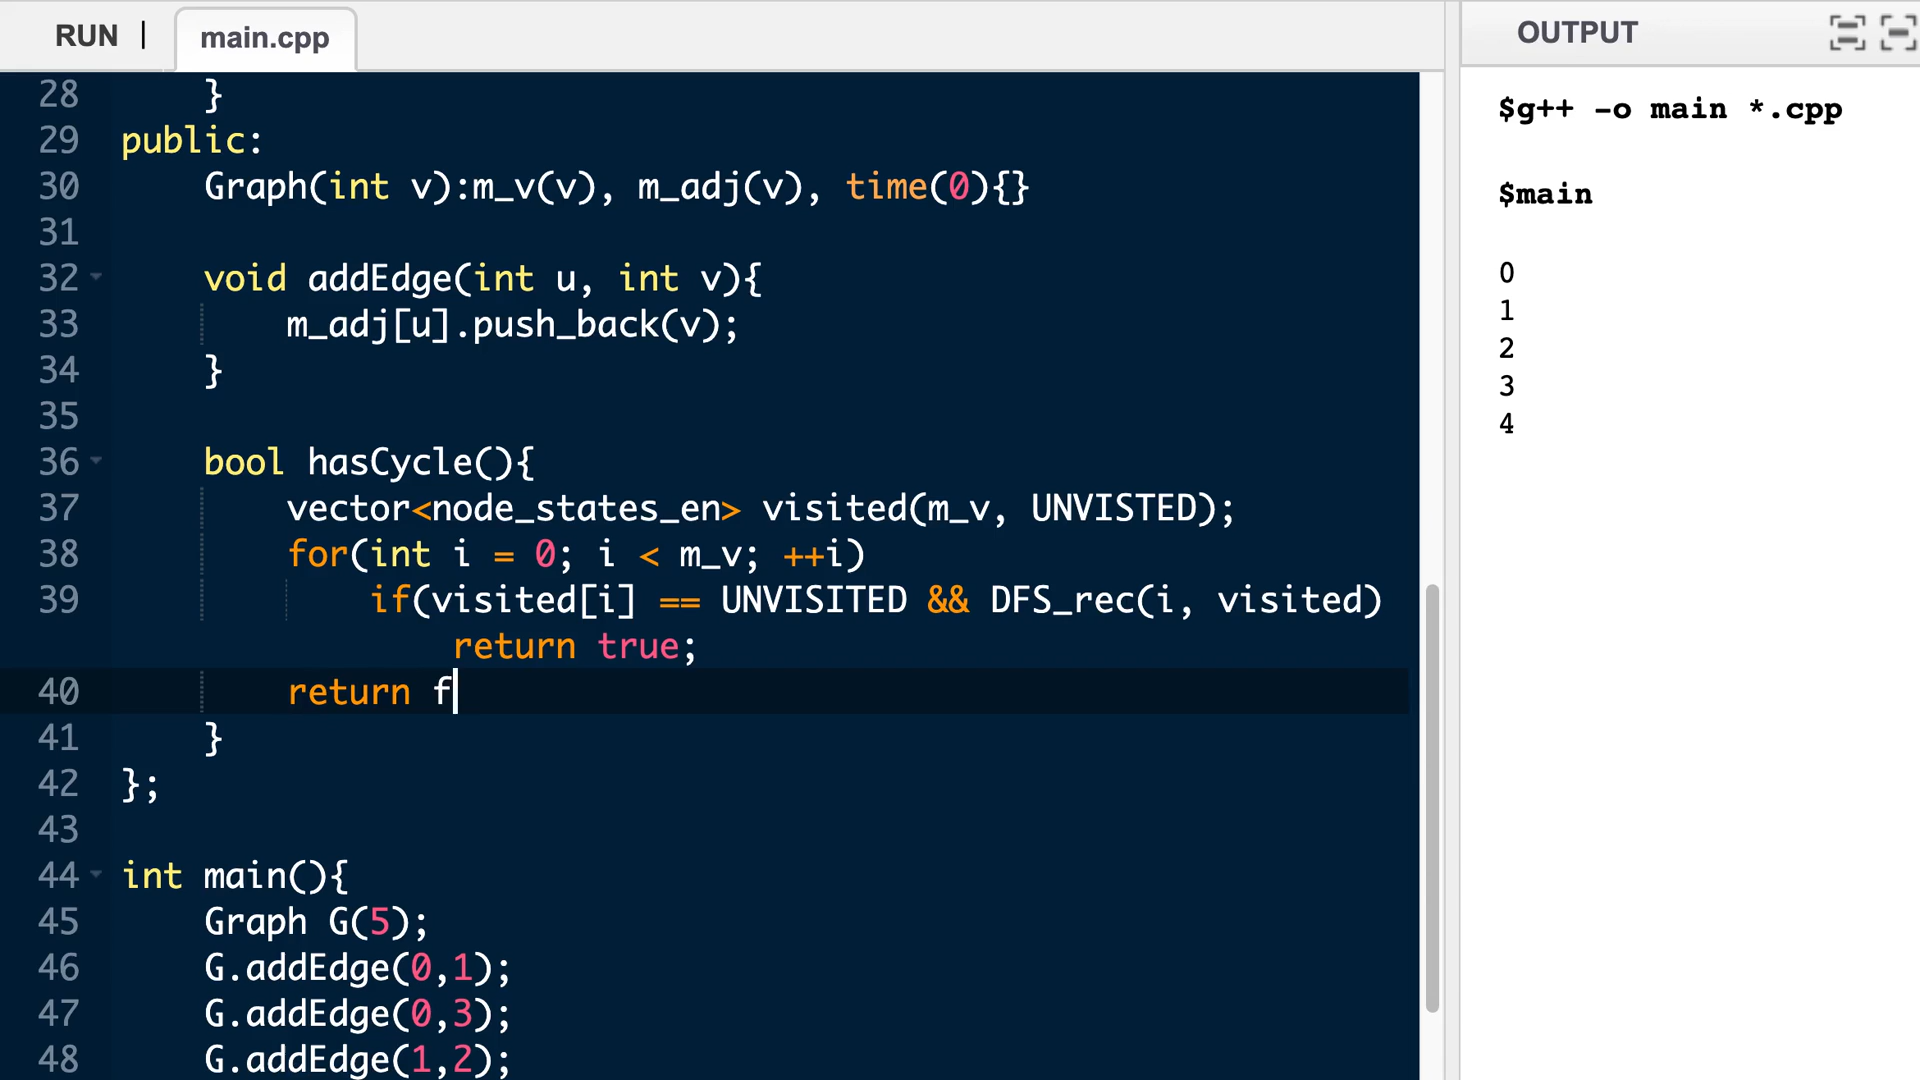 RUN | main.cpp
28 }
29 public:
30 Graph(int v):m_v(v), m_adj(v), time(0){}
31
32 void addEdge(int u, int v){
33 m_adj[u].push_back(v);
34 }
35
36 bool hasCycle(){
37 vector<node_states_en> visited(m_v, UNVISTED);
38 for(int i = 0; i < m_v; ++i)
39 if(visited[i] == UNVISITED && DFS_rec(i, visited)
return true;
40 return f
41 }
42 };
43
44 int main(){
45 Graph G(5);
46 G.addEdge(0,1);
47 G.addEdge(0,3);
48 G.addEdge(1,2);
OUTPUT
$g++ -o main *.cpp
$main
0
1
2
3
4